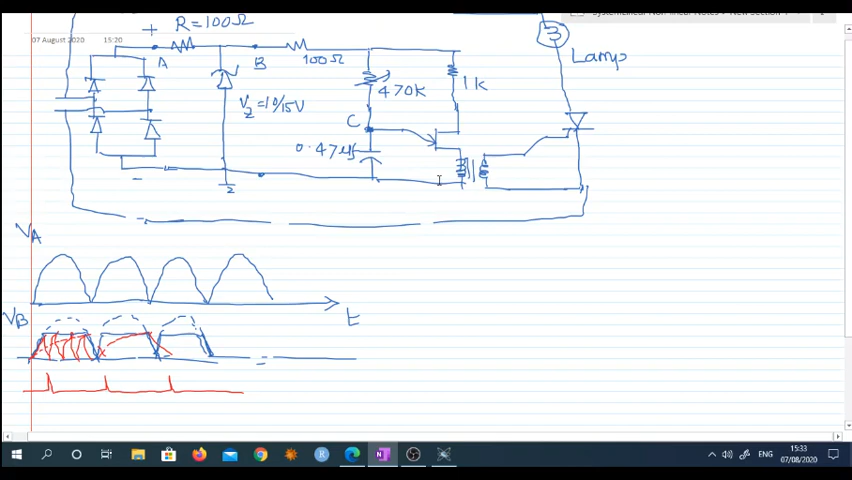 07 August 2020
15:20
+
R = 100Ω
3
Lamp
A
B
100Ω
470K
1K
Vz = 10/15V
C
0.47μf
-
VA
t
VB
ENG
15:33
07/08/2020